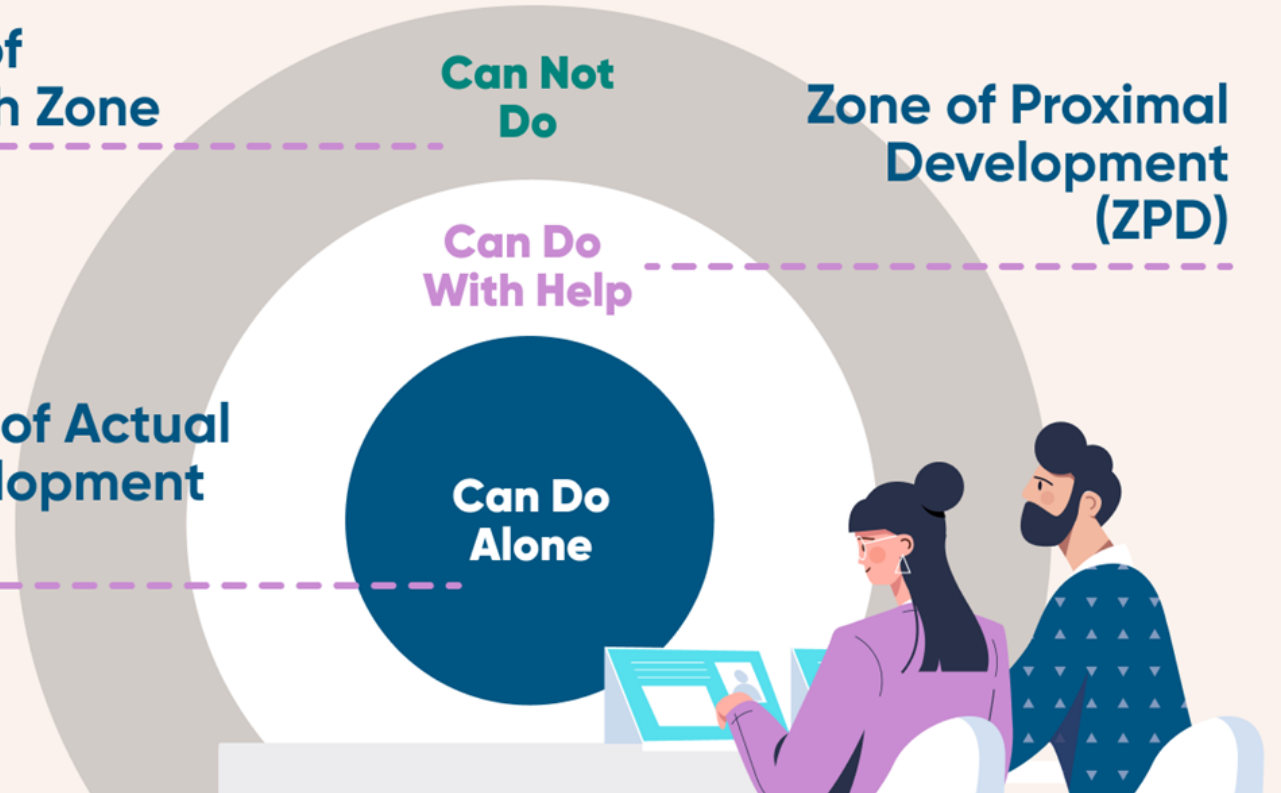 of
h Zone
Can Not
Do
Zone of Proximal
Development
(ZPD)
Can Do
With Help
of Actual
lopment
Can Do
Alone